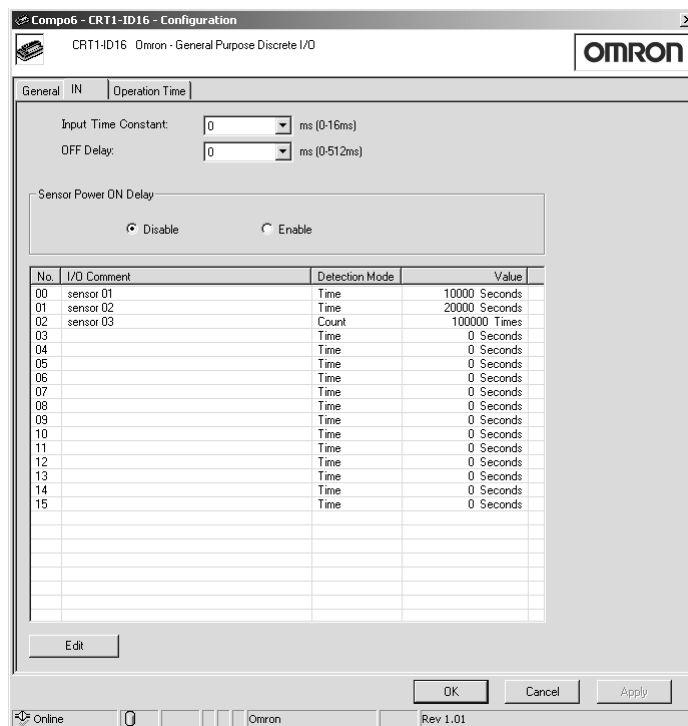 Compo6 - CRT1-ID16 - Configuration
CRT1-ID16 Omron - General Purpose Discrete I/O
OMRON
General IN Operation Time
Input Time Constant: 0 ms (0-16ms)
OFF Delay: 0 ms (0-512ms)
Sensor Power ON Delay
Disable Enable
No. I/O Comment Detection Mode Value
00 sensor 01 Time 10000 Seconds
01 sensor 02 Time 20000 Seconds
02 sensor 03 Count 100000 Times
03 Time 0 Seconds
04 Time 0 Seconds
05 Time 0 Seconds
06 Time 0 Seconds
07 Time 0 Seconds
08 Time 0 Seconds
09 Time 0 Seconds
10 Time 0 Seconds
11 Time 0 Seconds
12 Time 0 Seconds
13 Time 0 Seconds
14 Time 0 Seconds
15 Time 0 Seconds
Edit
OK Cancel Apply
Online Omron Rev 1.01